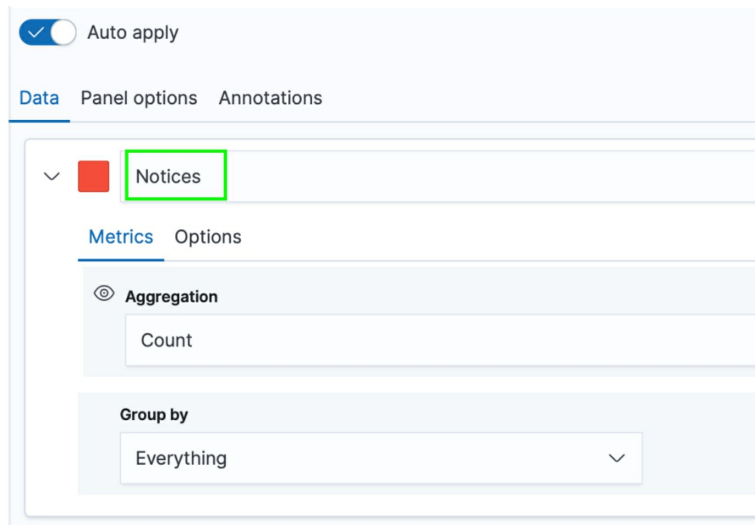 Auto apply
Data Panel options Annotations
Notices
Metrics Options
Aggregation
Count
Group by
Everything